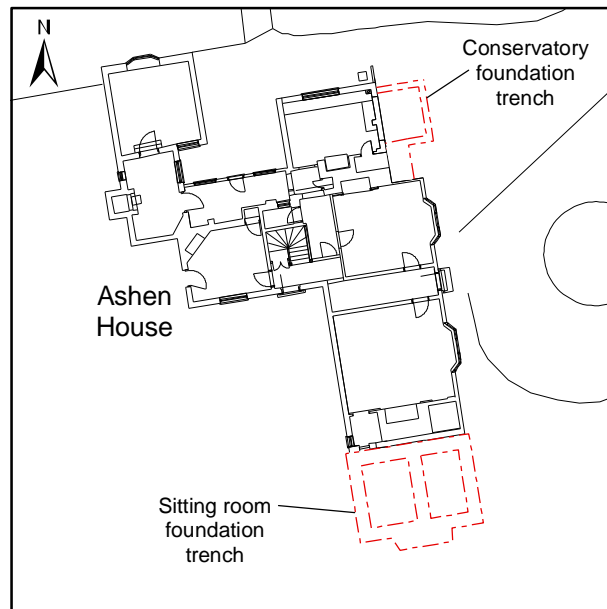 N
Conservatory
foundation
trench
Ashen
House
Sitting room
foundation
trench